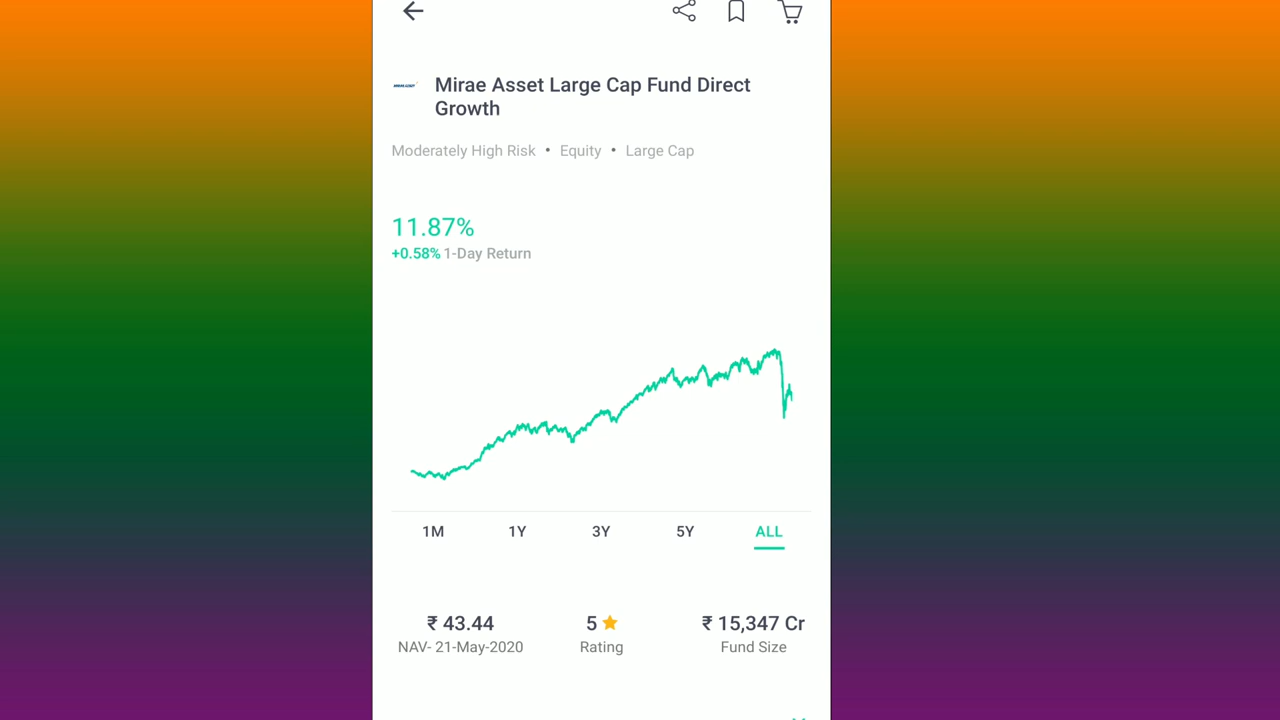 Mirae Asset Large Cap Fund Direct
Growth
Moderately High Risk • Equity • Large Cap
11.87%
+0.58% 1-Day Return
1M 1Y 3Y 5Y ALL
₹ 43.44 5 ₹ 15,347 Cr
NAV- 21-May-2020 Rating Fund Size